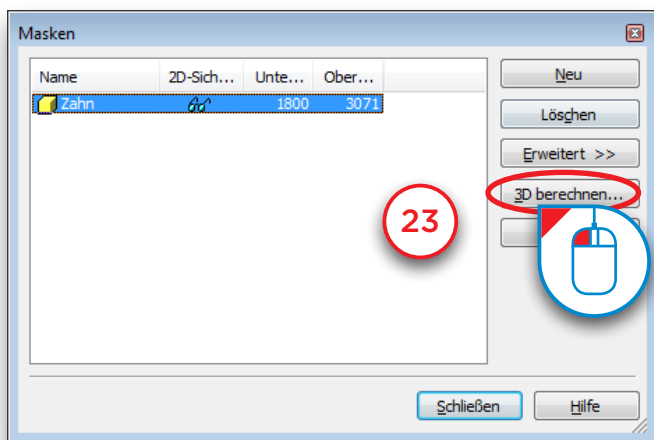 Masken
Name 2D-Sich... Unte... Ober...
Zahn 1800 3071
Neu
Löschen
Erweitert >>
3D berechnen...
23
Schließen Hilfe